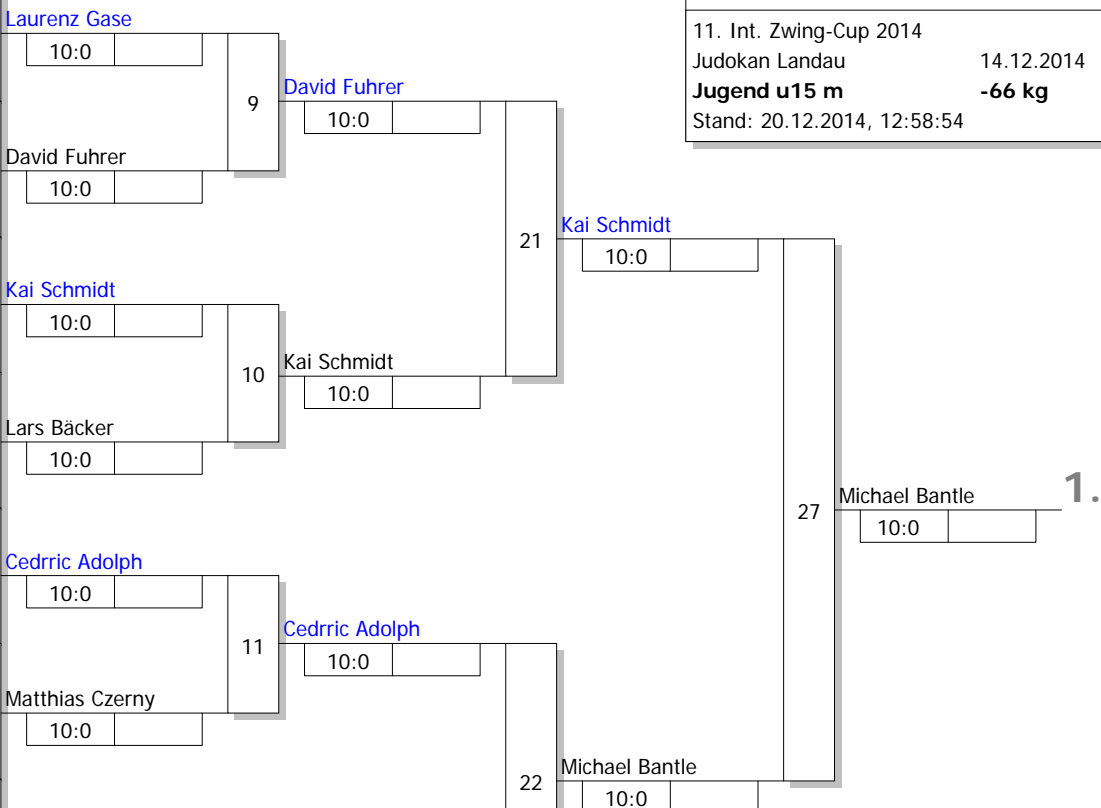 Laurenz Gase
10:0
11. Int. Zwing-Cup 2014
Judokan Landau 14.12.2014
Jugend u15 m -66 kg
Stand: 20.12.2014, 12:58:54
9
David Fuhrer
10:0
David Fuhrer
10:0
21
Kai Schmidt
10:0
Kai Schmidt
10:0
10
Kai Schmidt
10:0
Lars Bäcker
10:0
27
Michael Bantle 1.
10:0
Cedrric Adolph
10:0
11
Cedrric Adolph
10:0
Matthias Czerny
10:0
22
Michael Bantle
10:0